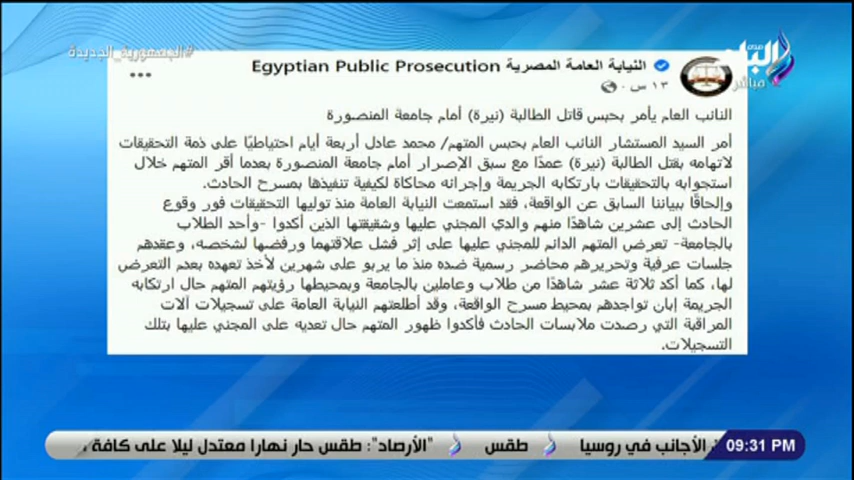 #الجمهورية_الجديدة
صدى البلد
مباشر
النيابة العامة المصرية Egyptian Public Prosecution
١٣ س ·
النائب العام يأمر بحبس قاتل الطالبة (نيرة) أمام جامعة المنصورة
أمر السيد المستشار النائب العام بحبس المتهم/ محمد عادل أربعة أيام احتياطيًا على ذمة التحقيقات
لاتهامه بقتل الطالبة (نيرة) عمدًا مع سبق الإصرار أمام جامعة المنصورة بعدما أقر المتهم خلال
استجوابه بالتحقيقات بارتكابه الجريمة وإجرائه محاكاة لكيفية تنفيذها بمسرح الحادث.
وإلحاقًا ببياننا السابق عن الواقعة، فقد استمعت النيابة العامة منذ توليها التحقيقات فور وقوع
الحادث إلى عشرين شاهدًا منهم والدي المجني عليها وشقيقتها الذين أكدوا -وأحد الطلاب
بالجامعة- تعرض المتهم الدائم للمجني عليها على إثر فشل علاقتهما ورفضها لشخصه، وعقدهم
جلسات عرفية وتحريرهم محاضر رسمية ضده منذ ما يربو على شهرين لأخذ تعهده بعدم التعرض
لها، كما أكد ثلاثة عشر شاهدًا من طلاب وعاملين بالجامعة وبمحيطها رؤيتهم المتهم حال ارتكابه
الجريمة إبان تواجدهم بمحيط مسرح الواقعة، وقد أطلعتهم النيابة العامة على تسجيلات آلات
المراقبة التي رصدت ملابسات الحادث فأكدوا ظهور المتهم حال تعديه على المجني عليها بتلك
التسجيلات.
09:31 PM الأجانب في روسيا طقس "الأرصاد": طقس حار نهارا معتدل ليلا على كافة